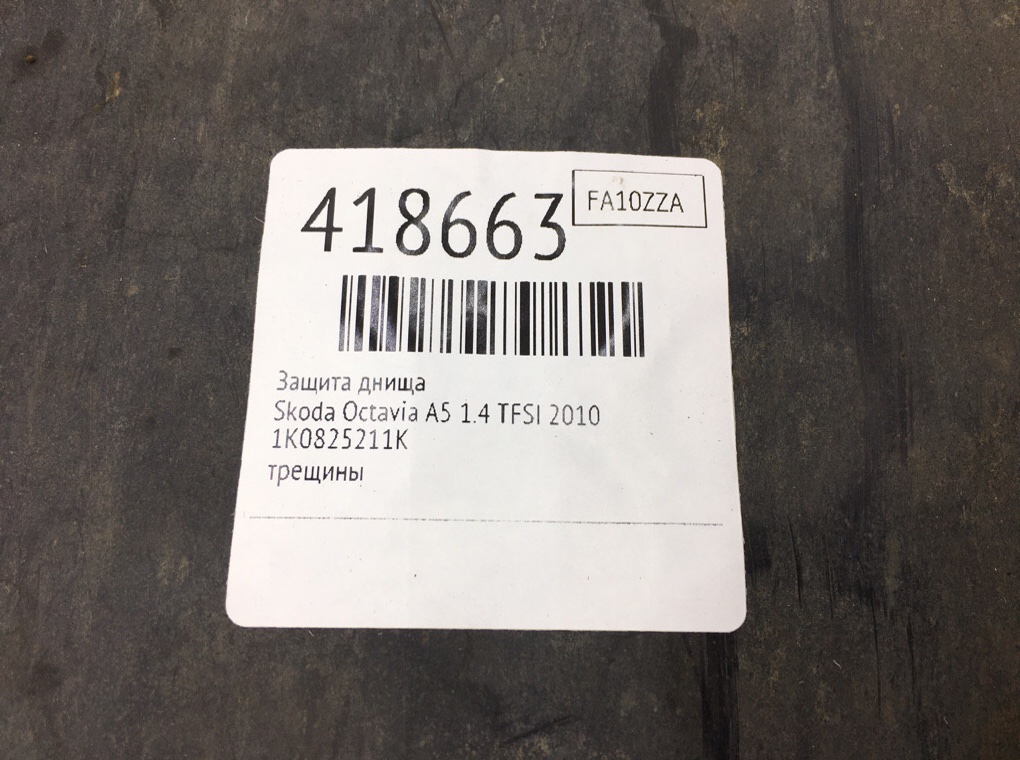 418663
FA10ZZA
Защита днища
Skoda Octavia A5 1.4 TFSI 2010
1K0825211K
трещины